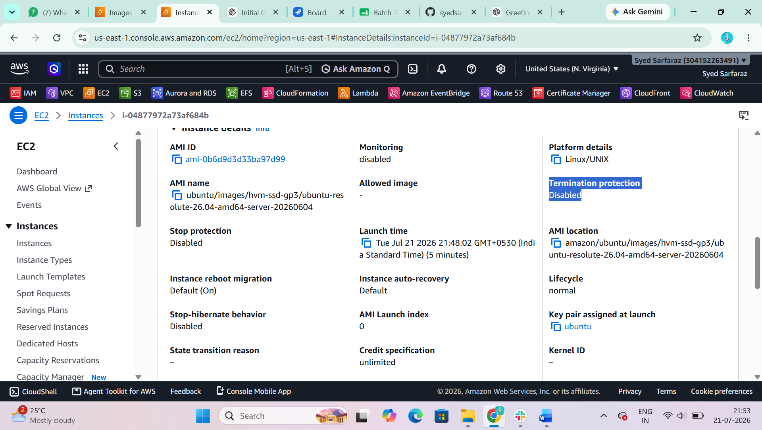 (7) Wha
Images
Instanc
Initial G
Board
Batch -
syedsa
Greetin
Ask Gemini
us-east-1.console.aws.amazon.com/ec2/home?region=us-east-1#InstanceDetails:instanceId=i-04877972a73af684b
aws
Search
[Alt+S]
Ask Amazon Q
United States (N. Virginia)
Syed Sarfaraz (304152263491)
Syed Sarfaraz
IAM
VPC
EC2
S3
Aurora and RDS
EFS
CloudFormation
Lambda
Amazon EventBridge
Route 53
Certificate Manager
CloudFront
CloudWatch
EC2
Instances
i-04877972a73af684b
EC2
Dashboard
AWS Global View
Events
Instances
Instances
Instance Types
Launch Templates
Spot Requests
Savings Plans
Reserved Instances
Dedicated Hosts
Capacity Reservations
Capacity Manager New
Instance details Info
AMI ID
ami-0b6d9d3d33ba97d99
Monitoring
disabled
Platform details
Linux/UNIX
AMI name
ubuntu/images/hvm-ssd-gp3/ubuntu-res
olute-26.04-amd64-server-20260604
Allowed image
-
Termination protection
Disabled
Stop protection
Disabled
Launch time
Tue Jul 21 2026 21:48:02 GMT+0530 (Indi
a Standard Time) (5 minutes)
AMI location
amazon/ubuntu/images/hvm-ssd-gp3/ub
untu-resolute-26.04-amd64-server-20260604
Instance reboot migration
Default (On)
Instance auto-recovery
Default
Lifecycle
normal
Stop-hibernate behavior
Disabled
AMI Launch index
0
Key pair assigned at launch
ubuntu
State transition reason
–
Credit specification
unlimited
Kernel ID
–
CloudShell
Agent Toolkit for AWS
Feedback
Console Mobile App
© 2026, Amazon Web Services, Inc. or its affiliates.
Privacy
Terms
Cookie preferences
2
25°C
Mostly cloudy
Search
ENG
IN
21:53
21-07-2026